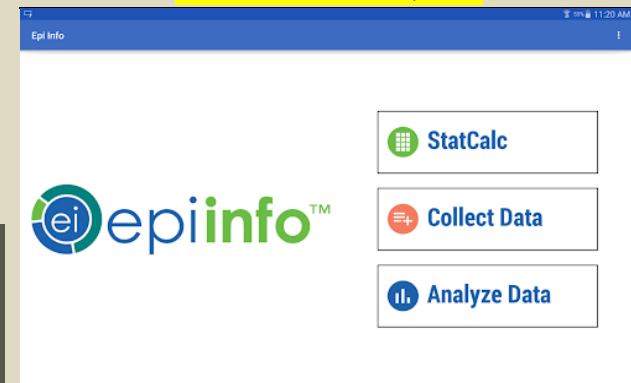 11:20 AM
Epi Info
ei epiinfo™
StatCalc
Collect Data
Analyze Data